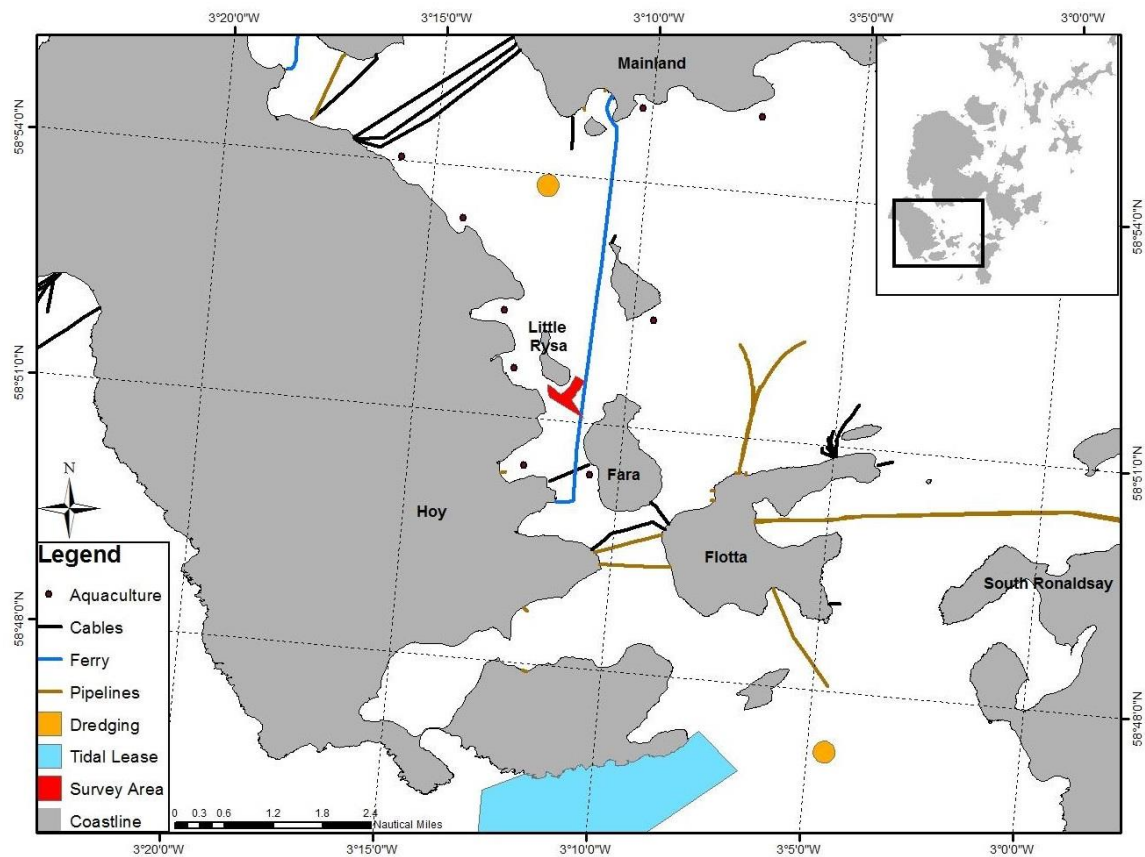 3°20'0"W
3°15'0"W
3°10'0"W
3°5'0"W
3°0'0"W
Mainland
58°54'0"N
58°54'0"N
Little
Rysa
58°51'0"N
58°51'0"N
N
Fara
Hoy
Flotta
South Ronaldsay
Legend
Aquaculture
Cables
Ferry
Pipelines
Dredging
Tidal Lease
Survey Area
Coastline
58°48'0"N
58°48'0"N
0 0.3 0.6 1.2 1.8 2.4
Nautical Miles
3°20'0"W
3°15'0"W
3°10'0"W
3°5'0"W
3°0'0"W